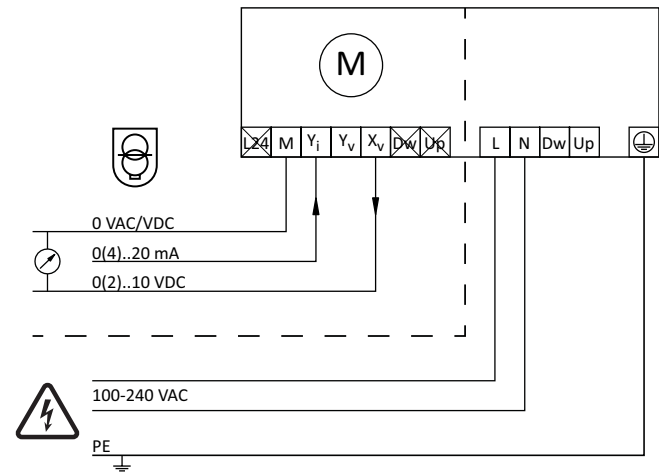 M
L24 M Yi Yv Xv Dw Up L N Dw Up
0 VAC/VDC
0(4)..20 mA
0(2)..10 VDC
100-240 VAC
PE